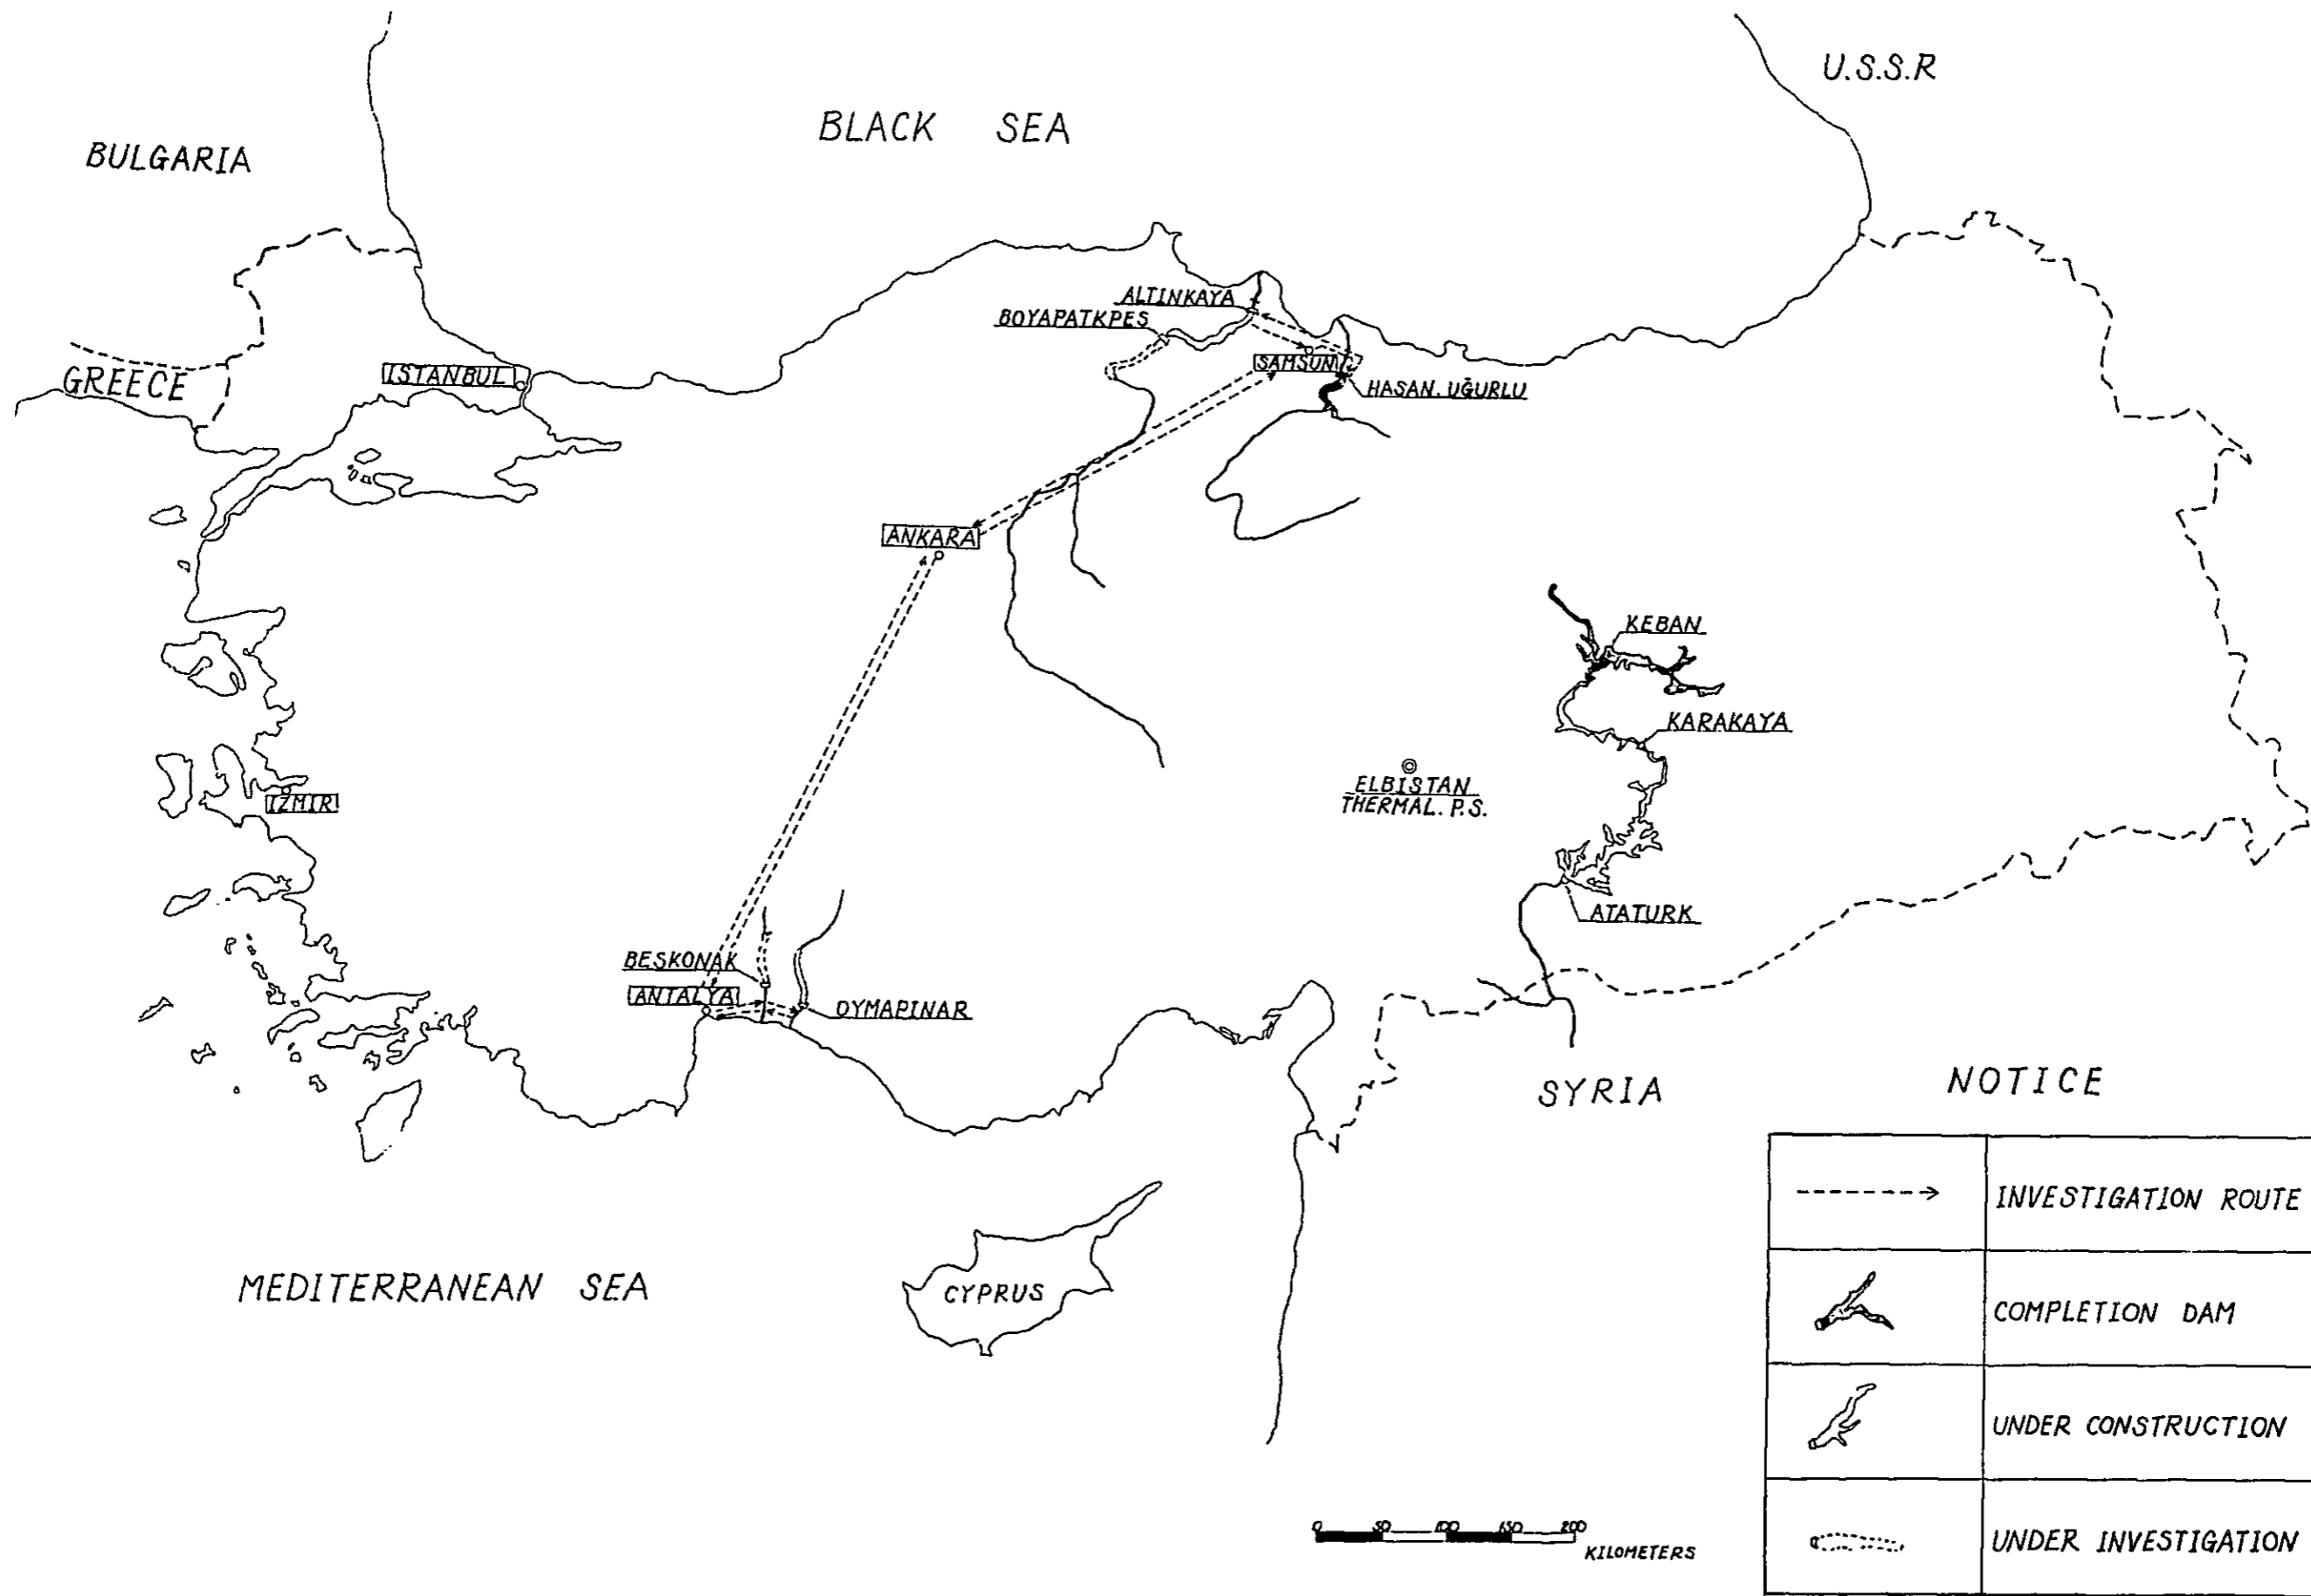 U.S.S.R
BLACK SEA
BULGARIA
ALTINKAYA
BOYAPATKPES
GREECE
ISTANBUL
SAMSUN
HASAN. UĞURLU
ANKARA
KEBAN
KARAKAYA
ELBISTAN
THERMAL. P.S.
IZMIR
ATATURK
BESKONAK
ANTALYA
OYMAPINAR
SYRIA
NOTICE
INVESTIGATION ROUTE
MEDITERRANEAN SEA
CYPRUS
COMPLETION DAM
UNDER CONSTRUCTION
0 50 100 150 200
KILOMETERS
UNDER INVESTIGATION